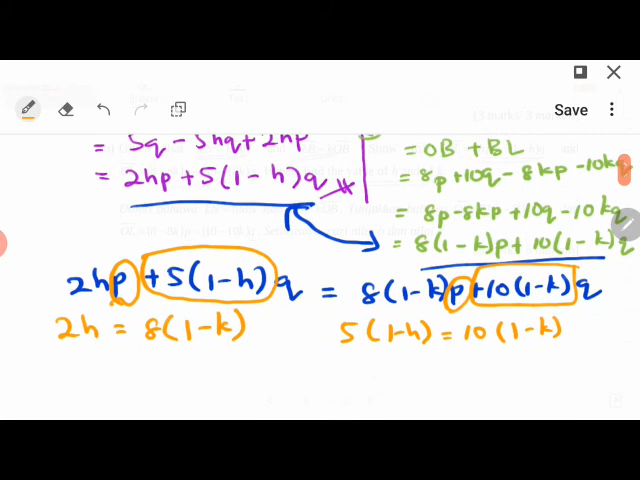 Save
= 5q - 5hq + 2hp
= 2hp + 5(1-h)q
= OB + BL
= 8p + 10q - 8kp - 10kq
= 8p - 8kp + 10q - 10kq
= 8(1-k)p + 10(1-k)q
2hp + 5(1-h)q = 8(1-k)p + 10(1-k)q
2h = 8(1-k)
5(1-h) = 10(1-k)